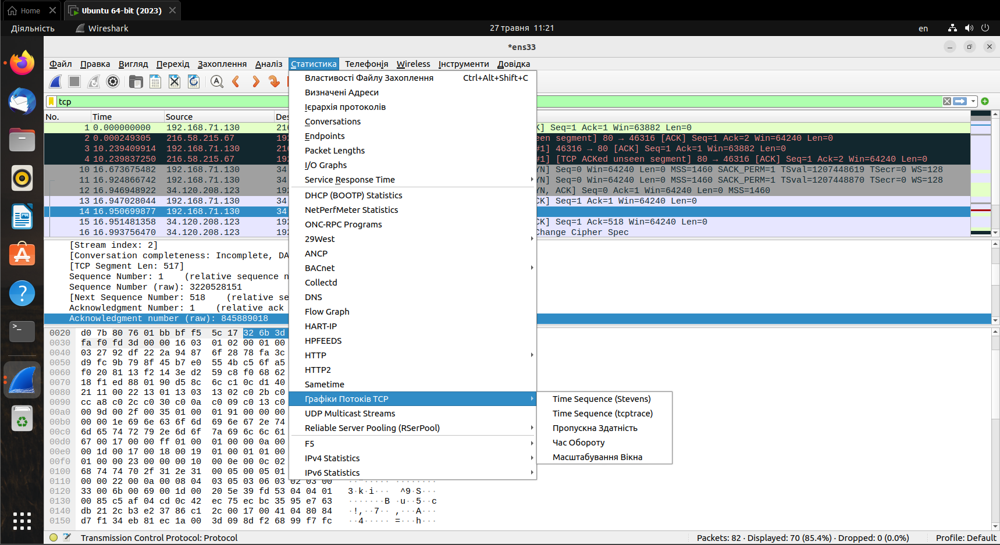 Home
Ubuntu 64-bit (2023)
Діяльність
Wireshark
27 травня 11:21
en
*ens33
Файл Правка Вигляд Перехід Захоплення Аналіз Статистика Телефонія Wireless Інструменти Довідка
tcp
No. Time Source Des
1 0.000000000 192.168.71.130 216 K] Seq=1 Ack=1 Win=63882 Len=0
2 0.000249305 216.58.215.67 192 een segment] 80 → 46316 [ACK] Seq=1 Ack=2 Win=64240 Len=0
3 10.239409914 192.168.71.130 216 #1] 46316 → 80 [ACK] Seq=1 Ack=1 Win=63882 Len=0
4 10.239837250 216.58.215.67 192 #1] [TCP ACKed unseen segment] 80 → 46316 [ACK] Seq=1 Ack=2 Win=64240 Len=0
10 16.673675482 192.168.71.130 34 YN] Seq=0 Win=64240 Len=0 MSS=1460 SACK_PERM=1 TSval=1207448619 TSecr=0 WS=128
11 16.924866742 192.168.71.130 34 YN] Seq=0 Win=64240 Len=0 MSS=1460 SACK_PERM=1 TSval=1207448870 TSecr=0 WS=128
12 16.946948922 34.120.208.123 192 YN, ACK] Seq=0 Ack=1 Win=64240 Len=0 MSS=1460
13 16.947028044 192.168.71.130 34 CK] Seq=1 Ack=1 Win=64240 Len=0
14 16.950699877 192.168.71.130 34
15 16.951481358 34.120.208.123 192 CK] Seq=1 Ack=518 Win=64240 Len=0
16 16.993756470 34.120.208.123 192 Change Cipher Spec
[Stream index: 2]
[Conversation completeness: Incomplete, DA
[TCP Segment Len: 517]
Sequence Number: 1 (relative sequence n
Sequence Number (raw): 3220528151
[Next Sequence Number: 518 (relative se
Acknowledgment Number: 1 (relative ack
Acknowledgment number (raw): 845889018
0020 d0 7b 80 76 01 bb bf f5 5c 17 32 6b 3d
0030 fa f0 fd 3d 00 00 16 03 01 02 00 01 00
0040 03 27 92 df 22 2a 94 87 6f 28 78 fa 3c
0050 d9 fc 9b 79 8f 45 b7 e0 55 4b c5 6f a5
0060 f0 20 81 13 f2 14 3e d2 59 c8 f0 68 62
0070 18 f1 ed 88 01 90 d5 8c 6c c1 0c d1 40
0080 21 11 00 22 13 01 13 03 13 02 c0 2b c0
0090 cc a8 c0 2c c0 30 c0 0a c0 09 c0 13 c0
00a0 00 9d 00 2f 00 35 01 00 01 91 00 00 00
00b0 00 00 1e 69 6e 63 6f 6d 69 6e 67 2e 74
00c0 6d 65 74 72 79 2e 6d 6f 7a 69 6c 6c 61
00d0 67 00 17 00 00 ff 01 00 01 00 00 0a 00
00e0 00 1d 00 17 00 18 00 19 01 00 01 01 00
00f0 01 00 00 23 00 00 00 10 00 0e 00 0c 02
0100 68 74 74 70 2f 31 2e 31 00 05 00 05 01
0110 00 00 22 00 0a 00 08 04 03 05 03 06 03 02 03 00 ··"····· ········
0120 33 00 6b 00 69 00 1d 00 20 5e 39 fd 53 04 04 01 3·k·i··· ^9·S···
0130 00 85 c5 af 04 cd 0c 42 ec 75 ec bc 35 95 e7 63 ·······B ·u··5··c
0140 db 21 2c b3 e2 37 86 c1 2c 00 17 00 41 04 80 84 ·!,··7·· ,···A···
0150 d7 f1 34 eb 81 ec 1a 00 3d 09 8d f2 68 99 f7 fc ··4····· =···h···
Властивості Файлу Захоплення Ctrl+Alt+Shift+C
Визначені Адреси
Ієрархія протоколів
Conversations
Endpoints
Packet Lengths
I/O Graphs
Service Response Time
DHCP (BOOTP) Statistics
NetPerfMeter Statistics
ONC-RPC Programs
29West
ANCP
BACnet
Collectd
DNS
Flow Graph
HART-IP
HPFEEDS
HTTP
HTTP2
Sametime
Графіки Потоків TCP
UDP Multicast Streams
Reliable Server Pooling (RSerPool)
F5
IPv4 Statistics
IPv6 Statistics
Time Sequence (Stevens)
Time Sequence (tcptrace)
Пропускна Здатність
Час Обороту
Масштабування Вікна
Transmission Control Protocol: Protocol
Packets: 82 · Displayed: 70 (85.4%) · Dropped: 0 (0.0%)
Profile: Default